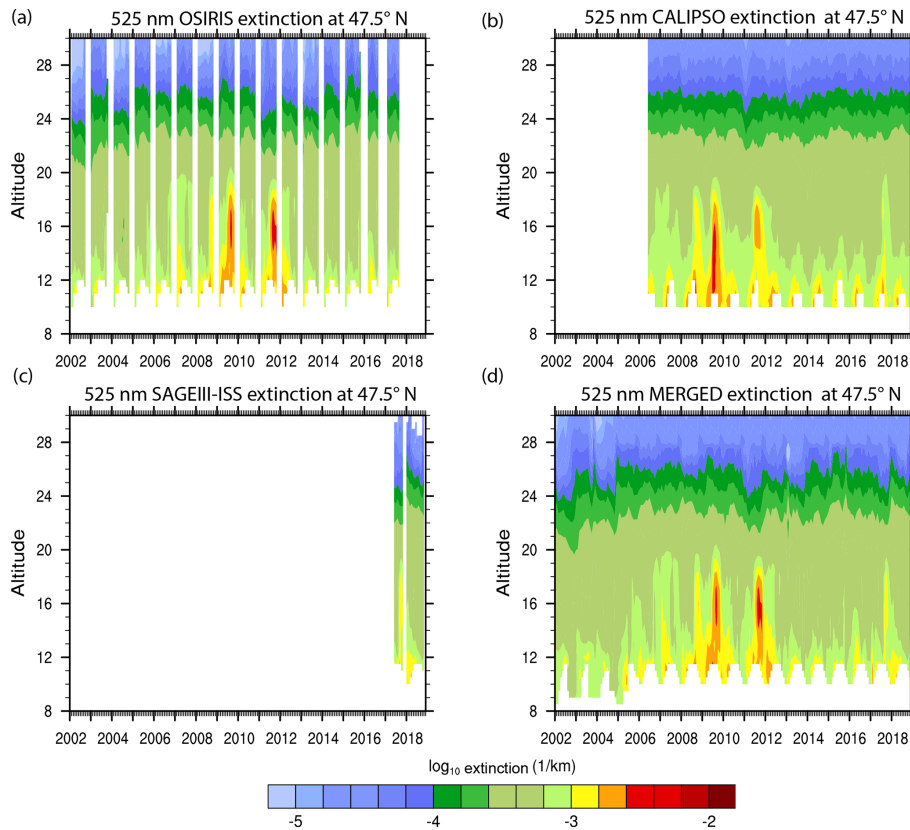 (a) 525 nm OSIRIS extinction at 47.5° N
28
24
20
16
12
8
Altitude
2002 2004 2006 2008 2010 2012 2014 2016 2018
(b) 525 nm CALIPSO extinction at 47.5° N
28
24
20
16
12
8
Altitude
2002 2004 2006 2008 2010 2012 2014 2016 2018
(c) 525 nm SAGEIII-ISS extinction at 47.5° N
28
24
20
16
12
8
Altitude
2002 2004 2006 2008 2010 2012 2014 2016 2018
(d) 525 nm MERGED extinction at 47.5° N
28
24
20
16
12
8
Altitude
2002 2004 2006 2008 2010 2012 2014 2016 2018
log₁₀ extinction (1/km)
-5 -4 -3 -2